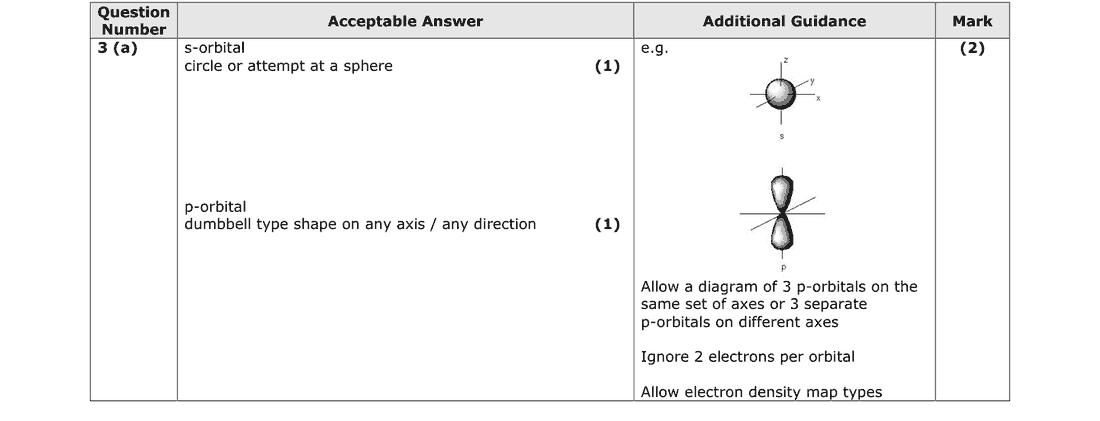 Question Number
Acceptable Answer
Additional Guidance
Mark
3 (a)
s-orbital
circle or attempt at a sphere (1)
p-orbital
dumbbell type shape on any axis / any direction (1)
e.g.
z
y
x
s
p
Allow a diagram of 3 p-orbitals on the
same set of axes or 3 separate
p-orbitals on different axes
Ignore 2 electrons per orbital
Allow electron density map types
(2)